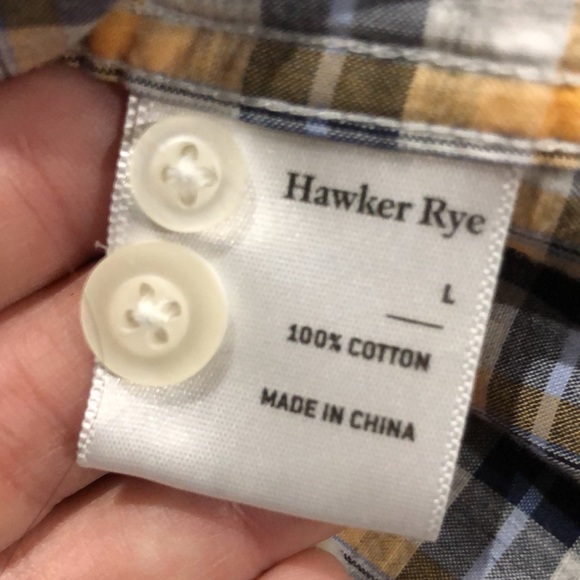 Hawker Rye
L
100% COTTON
MADE IN CHINA